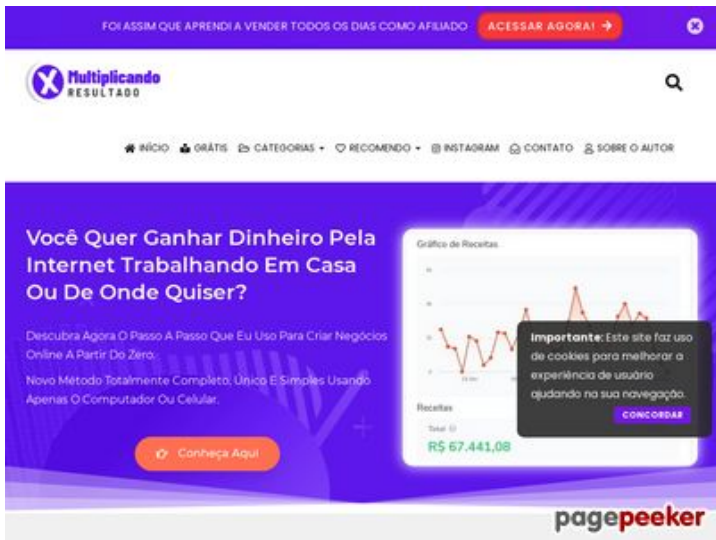 FOI ASSIM QUE APRENDI A VENDER TODOS OS DIAS COMO AFILIADO
ACESSAR AGORA!
Multiplicando
RESULTADO
INÍCIO GRÁTIS CATEGORIAS RECOMENDO INSTAGRAM CONTATO SOBRE O AUTOR
Você Quer Ganhar Dinheiro Pela
Internet Trabalhando Em Casa
Ou De Onde Quiser?
Descubra Agora O Passo A Passo Que Eu Uso Para Criar Negócios
Online A Partir Do Zero.
Novo Método Totalmente Completo, Único E Simples Usando
Apenas O Computador Ou Celular.
Conheça Aqui
Gráfico de Receitas
Receitas
Total
R$ 67.441,08
Importante: Este site faz uso
de cookies para melhorar a
experiência de usuário
ajudando na sua navegação.
CONCORDAR
pagepeeker